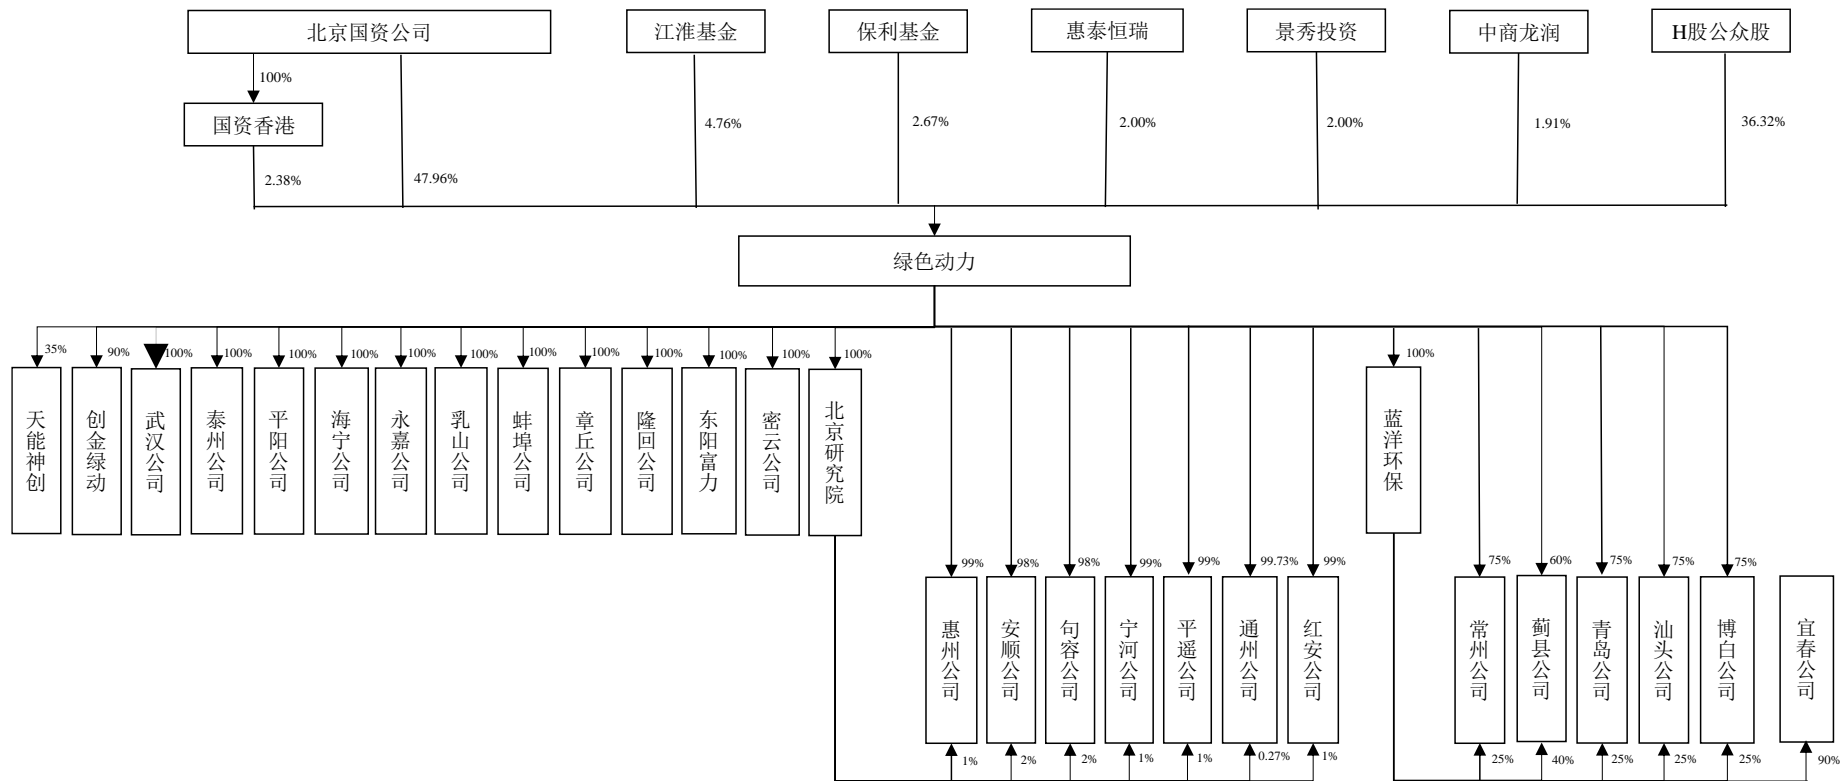 北京国资公司
江淮基金
保利基金
惠泰恒瑞
景秀投资
中商龙润
H股公众股
100%
国资香港
4.76%
2.67%
2.00%
2.00%
1.91%
36.32%
2.38%
47.96%
绿色动力
35%
90%
100%
100%
100%
100%
100%
100%
100%
100%
100%
100%
100%
100%
100%
天能神创
创金绿动
武汉公司
泰州公司
平阳公司
海宁公司
永嘉公司
乳山公司
蚌埠公司
章丘公司
隆回公司
东阳富力
密云公司
北京研究院
蓝洋环保
99%
98%
98%
99%
99%
99.73%
99%
75%
60%
75%
75%
75%
惠州公司
安顺公司
句容公司
宁河公司
平遥公司
通州公司
红安公司
常州公司
蓟县公司
青岛公司
汕头公司
博白公司
宜春公司
1%
2%
2%
1%
1%
0.27%
1%
25%
40%
25%
25%
25%
90%